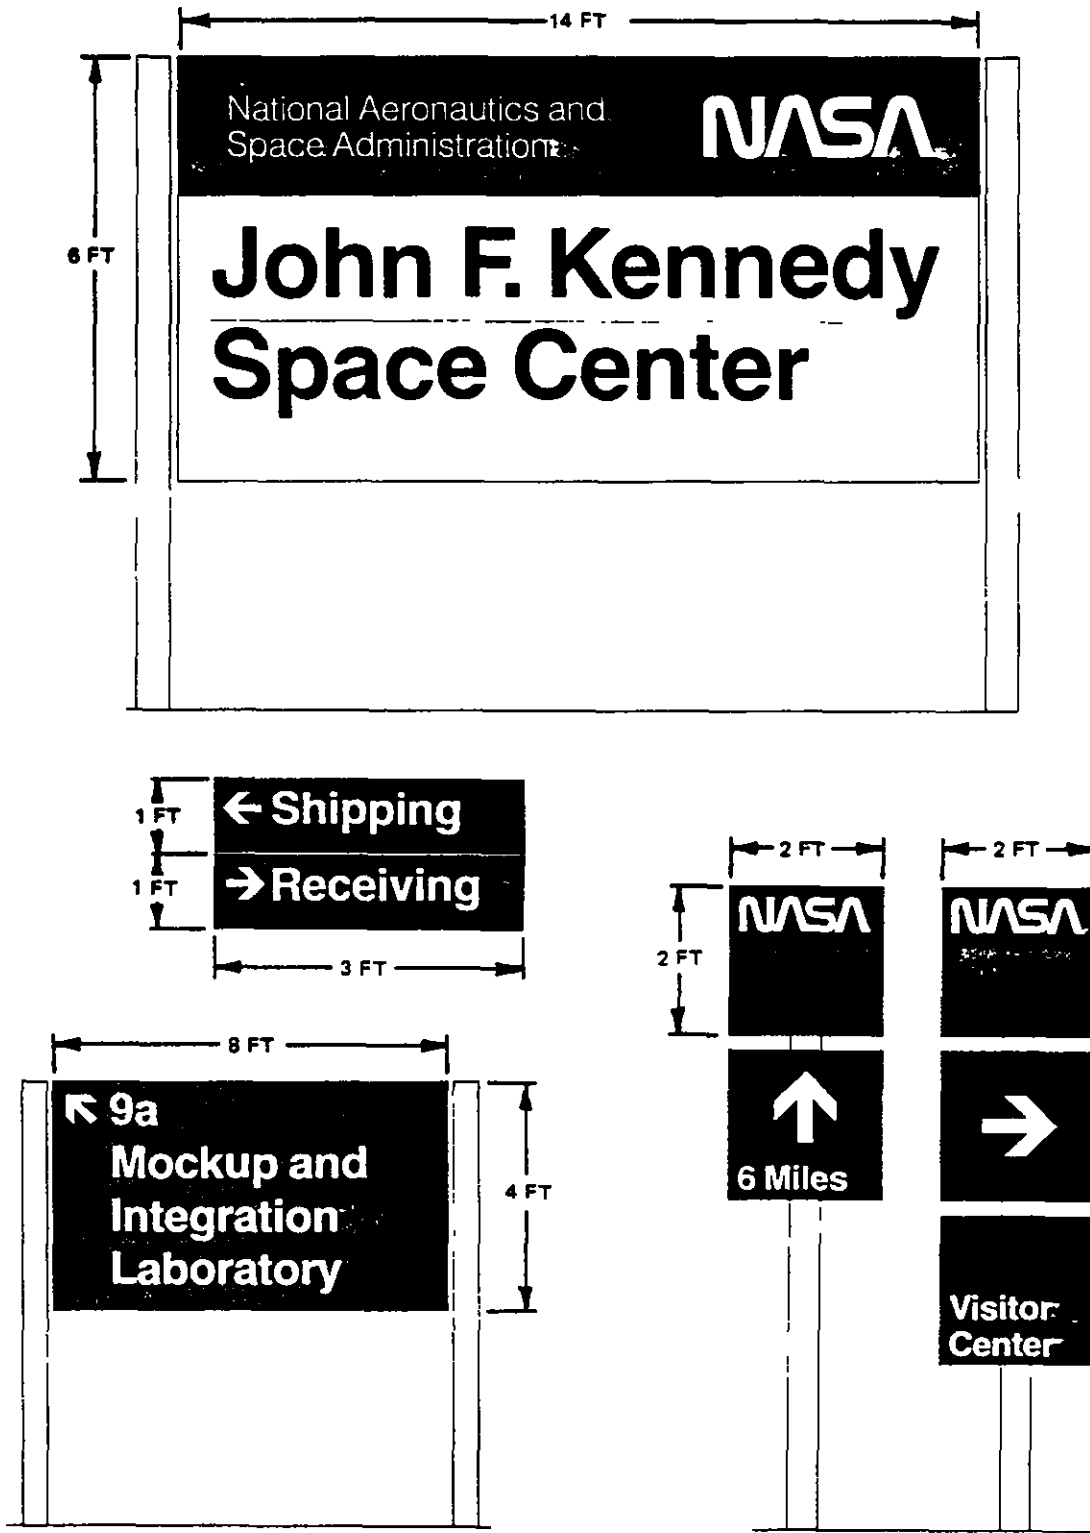 14 FT
National Aeronautics and
Space Administration
NASA
6 FT
John F. Kennedy
Space Center
1 FT
← Shipping
1 FT
→ Receiving
3 FT
2 FT
2 FT
2 FT
NASA
NASA
8 FT
↖ 9a
Mockup and
Integration
Laboratory
4 FT
↑
6 Miles
→
Visitor
Center